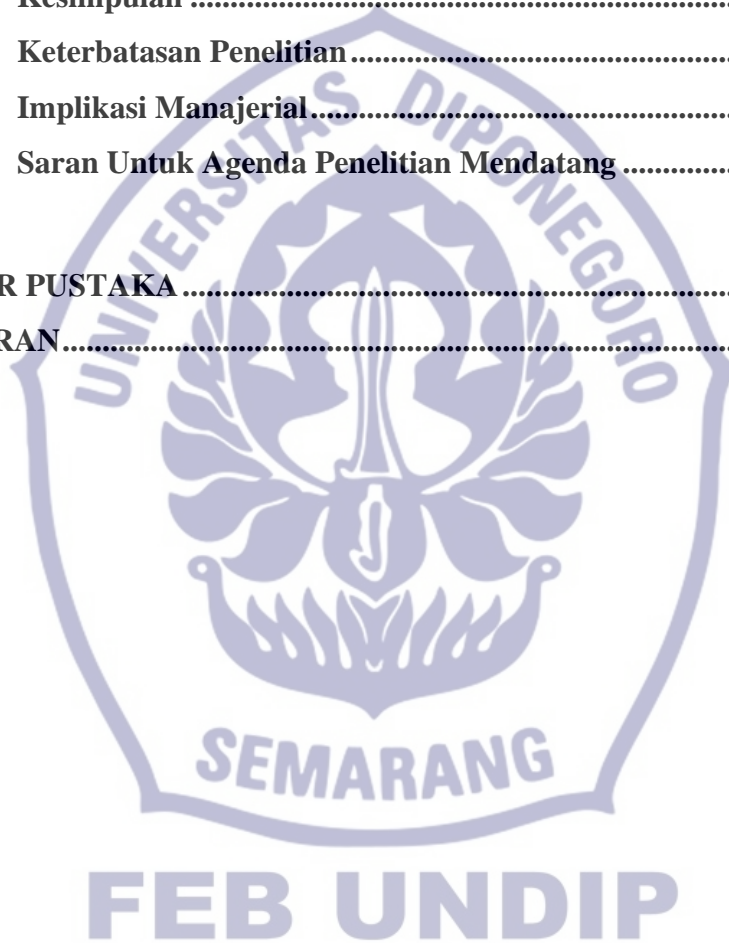 Kesimpulan ........................................................
Keterbatasan Penelitian ........................................................
Implikasi Manajerial ........................................................
Saran Untuk Agenda Penelitian Mendatang ...............
R PUSTAKA ........................................................
RAN ........................................................
UNIVERSITAS DIPONEGORO
SEMARANG
FEB UNDIP